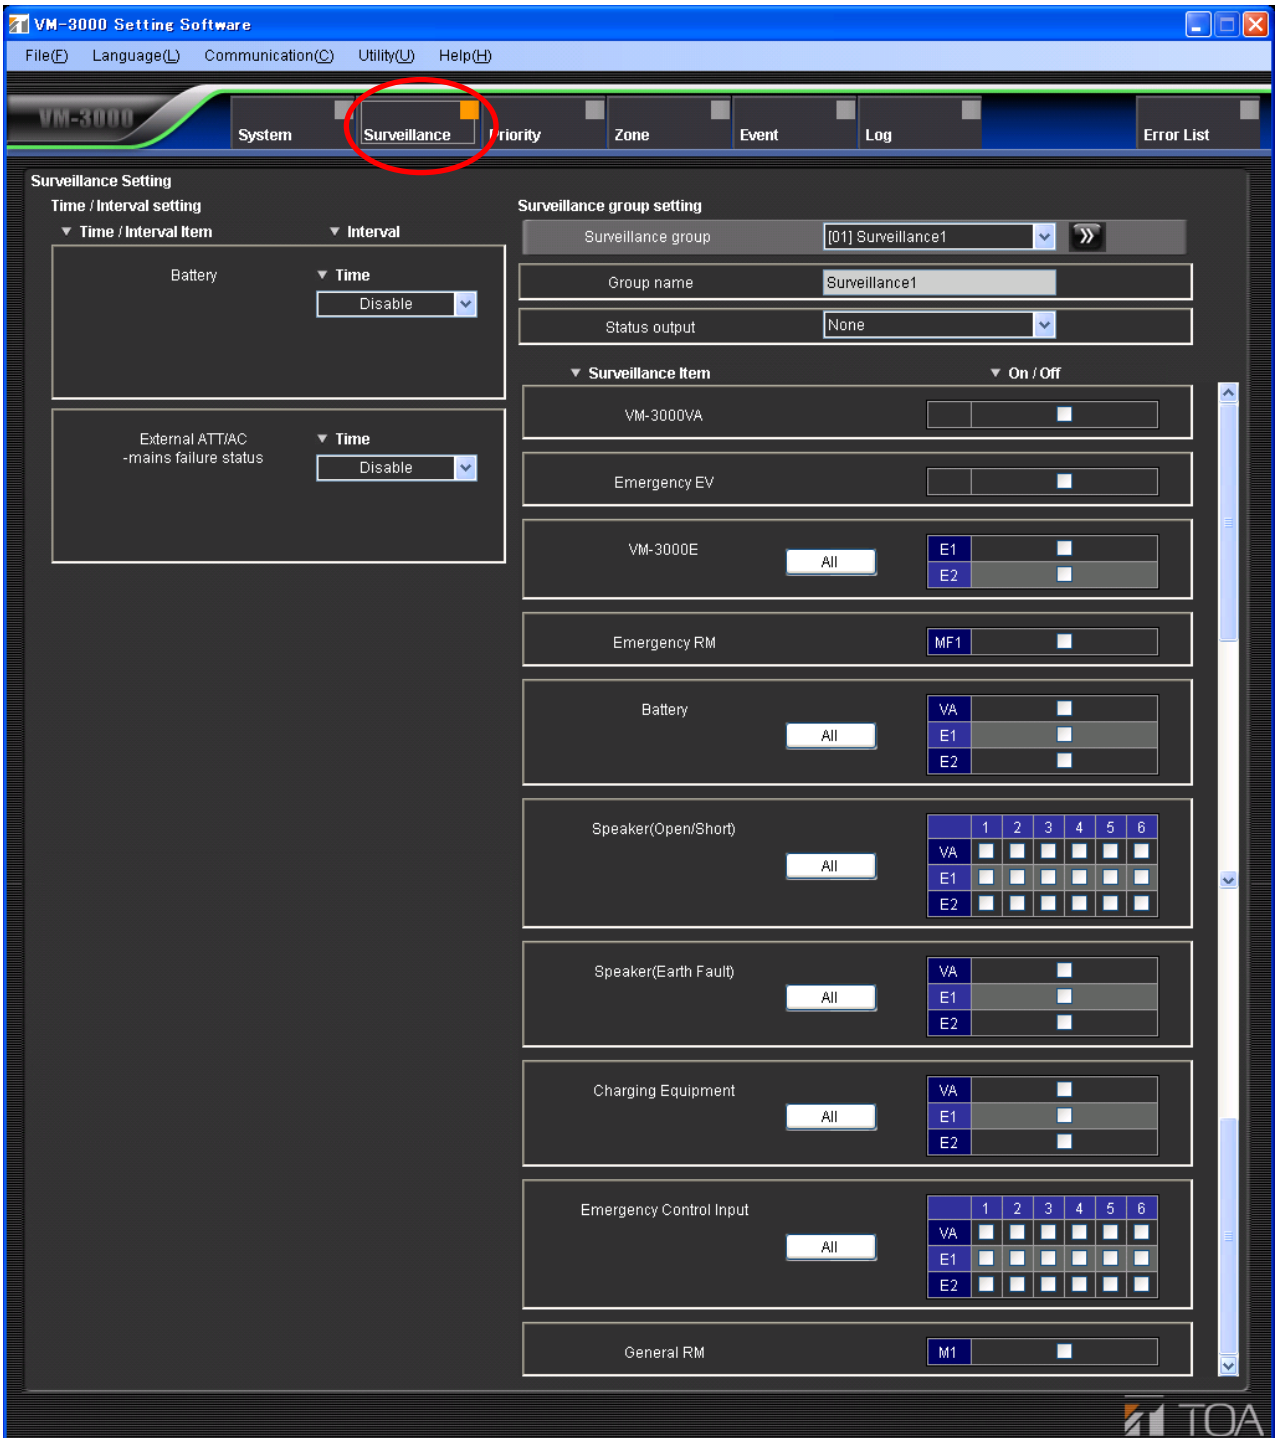 VM-3000 Setting Software
File(F) Language(L) Communication(C) Utility(U) Help(H)
VM-3000
System Surveillance Priority Zone Event Log Error List
Surveillance Setting
Time / Interval setting
▼ Time / Interval Item ▼ Interval
Battery ▼ Time
Disable
External ATT/AC ▼ Time
-mains failure status Disable
Surveillance group setting
Surveillance group [01] Surveillance1 »
Group name Surveillance1
Status output None
▼ Surveillance Item ▼ On / Off
VM-3000VA
Emergency EV
VM-3000E All E1
E2
Emergency RM MF1
Battery All VA
E1
E2
Speaker(Open/Short) All 1 2 3 4 5 6
VA
E1
E2
Speaker(Earth Fault) All VA
E1
E2
Charging Equipment All VA
E1
E2
Emergency Control Input All 1 2 3 4 5 6
VA
E1
E2
General RM M1
TOA